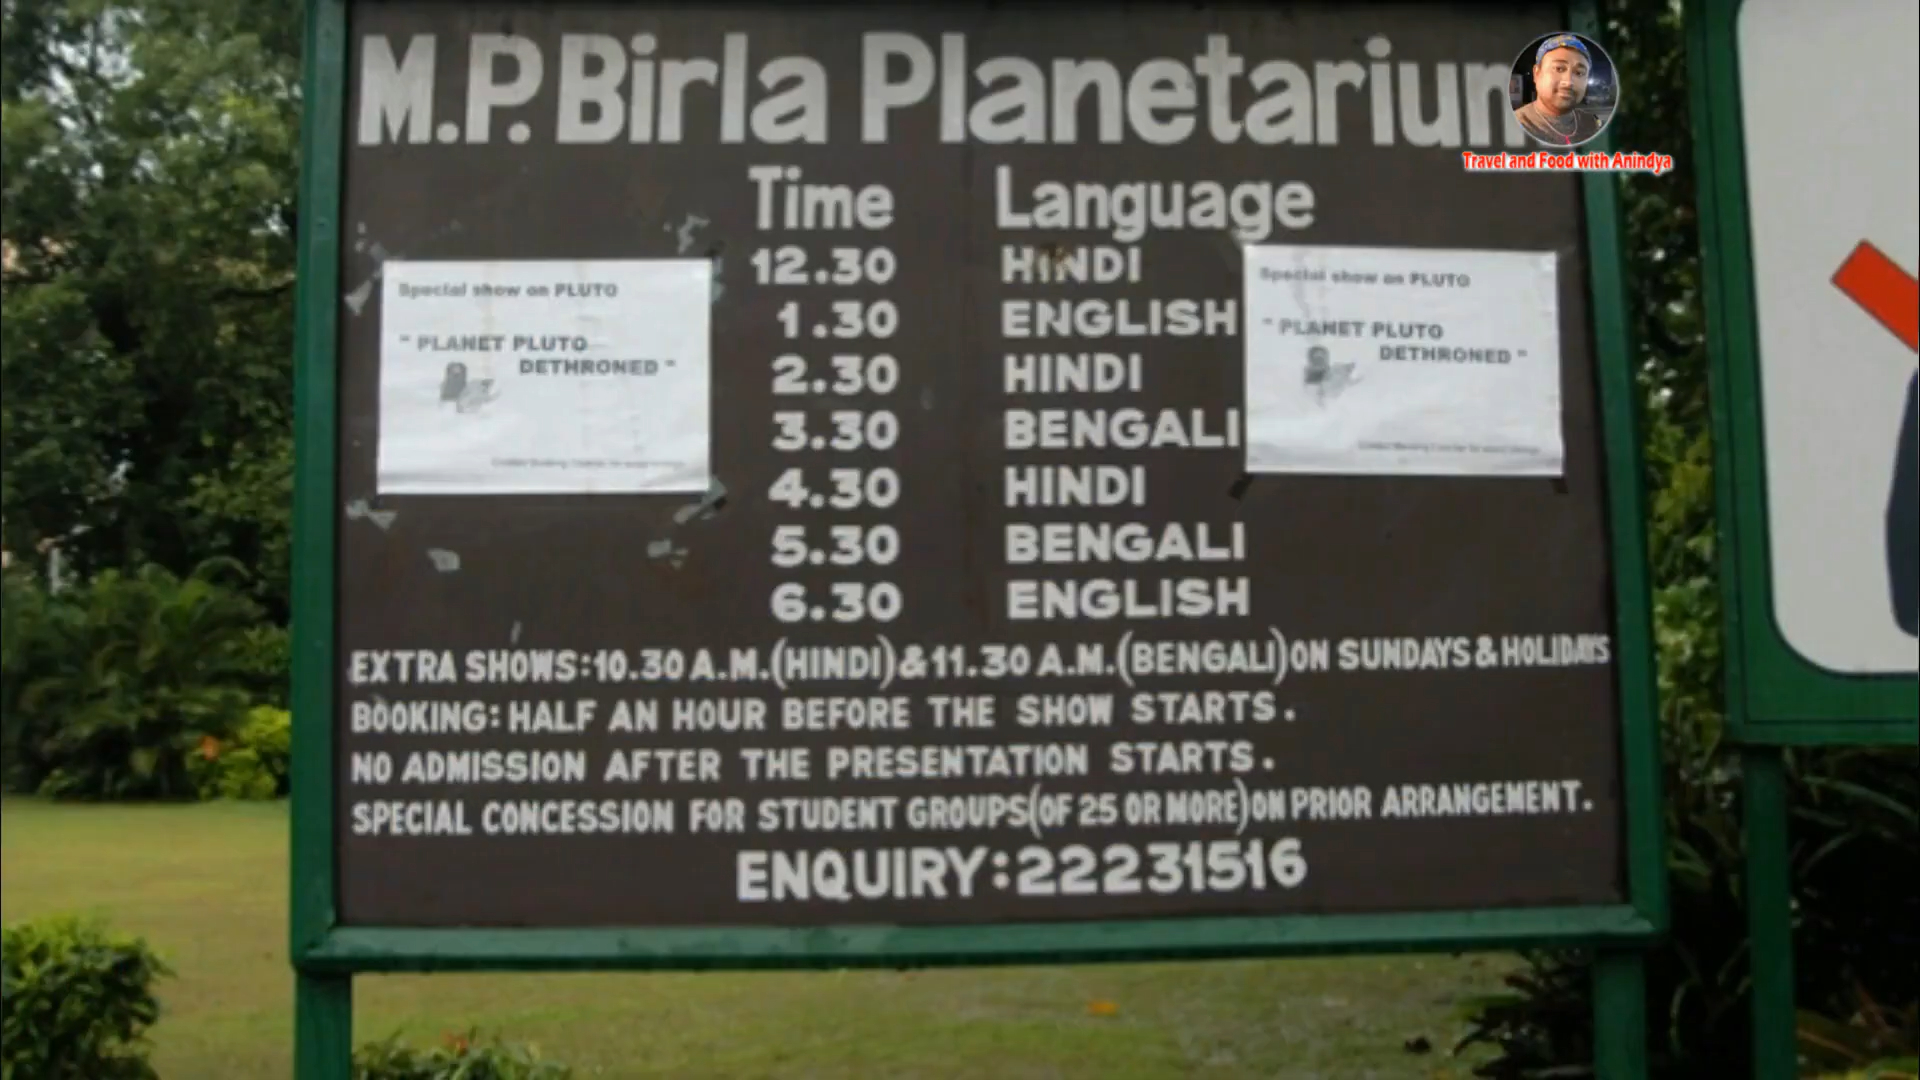 M.P. Birla Planetarium
Travel and Food with Anindya
Time Language
12.30 HINDI
1.30 ENGLISH
2.30 HINDI
3.30 BENGALI
4.30 HINDI
5.30 BENGALI
6.30 ENGLISH
Special show on PLUTO
" PLANET PLUTO
DETHRONED "
Special show on PLUTO
" PLANET PLUTO
DETHRONED "
EXTRA SHOWS:10.30 A.M.(HINDI)&11.30 A.M.(BENGALI)ON SUNDAYS & HOLIDAYS
BOOKING: HALF AN HOUR BEFORE THE SHOW STARTS.
NO ADMISSION AFTER THE PRESENTATION STARTS.
SPECIAL CONCESSION FOR STUDENT GROUPS(OF 25 OR MORE)ON PRIOR ARRANGEMENT.
ENQUIRY:22231516